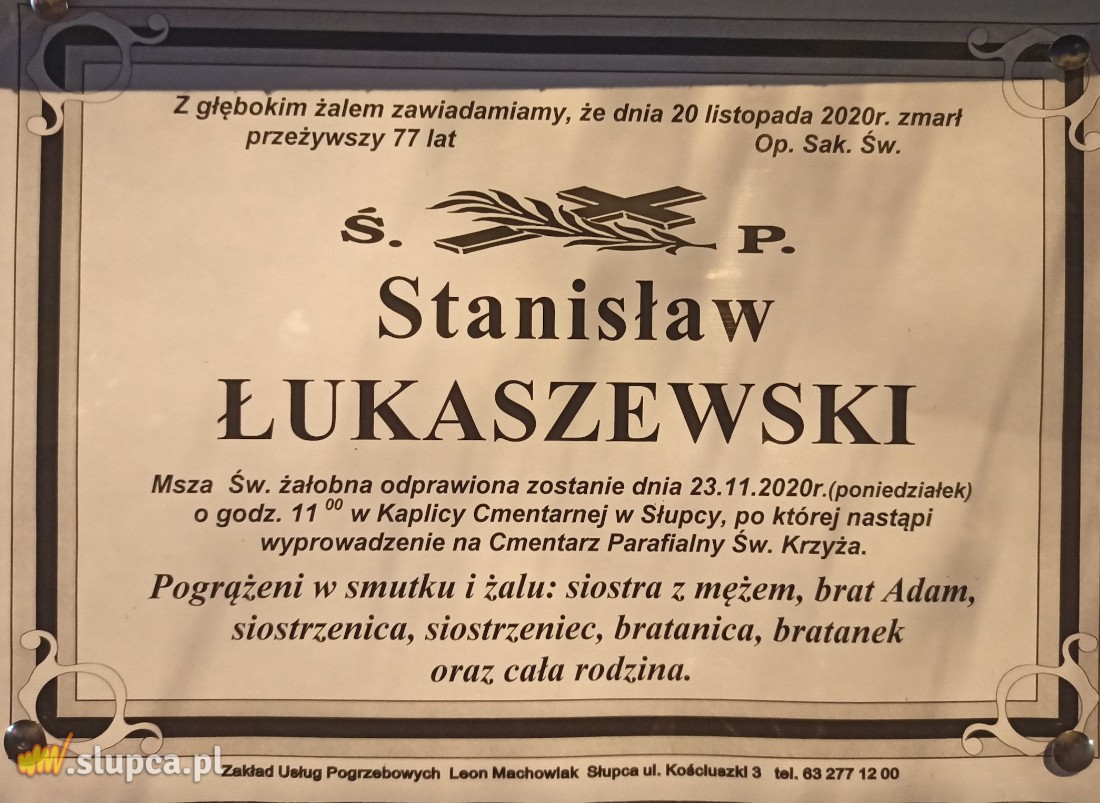 Z głębokim żalem zawiadamiamy, że dnia 20 listopada 2020r. zmarł
przeżywszy 77 lat Op. Sak. Św.
Ś. P.
Stanisław
ŁUKASZEWSKI
Msza Św. żałobna odprawiona zostanie dnia 23.11.2020r.(poniedziałek)
o godz. 11 00 w Kaplicy Cmentarnej w Słupcy, po której nastąpi
wyprowadzenie na Cmentarz Parafialny Św. Krzyża.
Pogrążeni w smutku i żalu: siostra z mężem, brat Adam,
siostrzenica, siostrzeniec, bratanica, bratanek
oraz cała rodzina.
.slupca.pl
Zakład Usług Pogrzebowych Leon Machowiak Słupca ul. Kościuszki 3 tel. 63 277 12 00